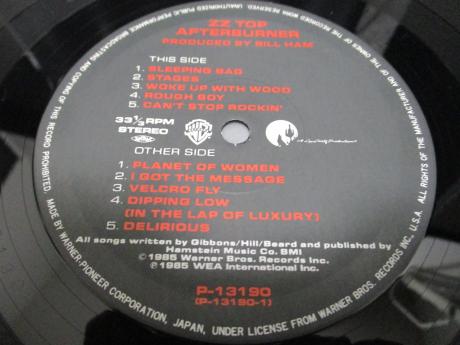 ZZ TOP
AFTERBURNER
PRODUCED BY BILL HAM
THIS SIDE
1. SLEEPING BAG
2. STAGES
3. WOKE UP WITH WOOD
4. ROUGH BOY
5. CAN'T STOP ROCKIN'
33 1/3 RPM
STEREO
OTHER SIDE
1. PLANET OF WOMEN
2. I GOT THE MESSAGE
3. VELCRO FLY
4. DIPPING LOW
(IN THE LAP OF LUXURY)
5. DELIRIOUS
All songs written by Gibbons/Hill/Beard and published by
Hamstein Music Co. BMI
℗1985 Warner Bros. Records Inc.
©1985 WEA International Inc.
P-13190
(P-13190-1)
ALL RIGHTS OF THE MANUFACTURER AND OF THE OWNER OF THE RECORDED WORK RESERVED. UNAUTHORIZED PUBLIC PERFORMANCE BROADCASTING AND COPYING OF THIS RECORD PROHIBITED.
MADE BY WARNER-PIONEER CORPORATION, JAPAN, UNDER LICENSE FROM WARNER BROS. RECORDS INC. U.S.A.